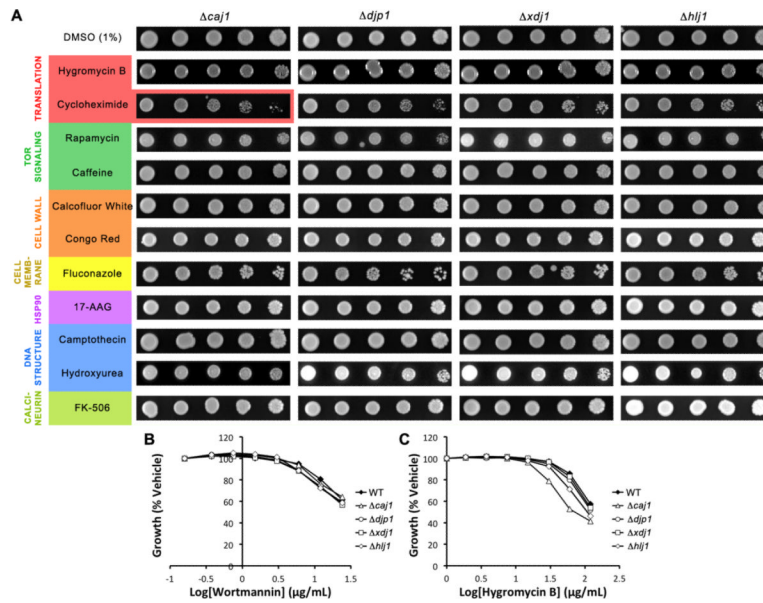 A
Δcaj1 Δdjp1 Δxdj1 Δhlj1
DMSO (1%)
TRANSLATION
Hygromycin B
Cycloheximide
TOR
SIGNALING
Rapamycin
Caffeine
CELL WALL
Calcofluor White
Congo Red
CELL
MEMB-
RANE
Fluconazole
HSP90
17-AAG
DNA
STRUCTURE
Camptothecin
Hydroxyurea
CALCI-
NEURIN
FK-506
B
Growth (% Vehicle)
120
100
80
60
40
20
0
-1 -0.5 0 0.5 1 1.5
Log[Wortmannin] (μg/mL)
WT
Δcaj1
Δdjp1
Δxdj1
Δhlj1
C
Growth (% Vehicle)
120
100
80
60
40
20
0
0 0.5 1 1.5 2 2.5
Log[Hygromycin B] (μg/mL)
WT
Δcaj1
Δdjp1
Δxdj1
Δhlj1